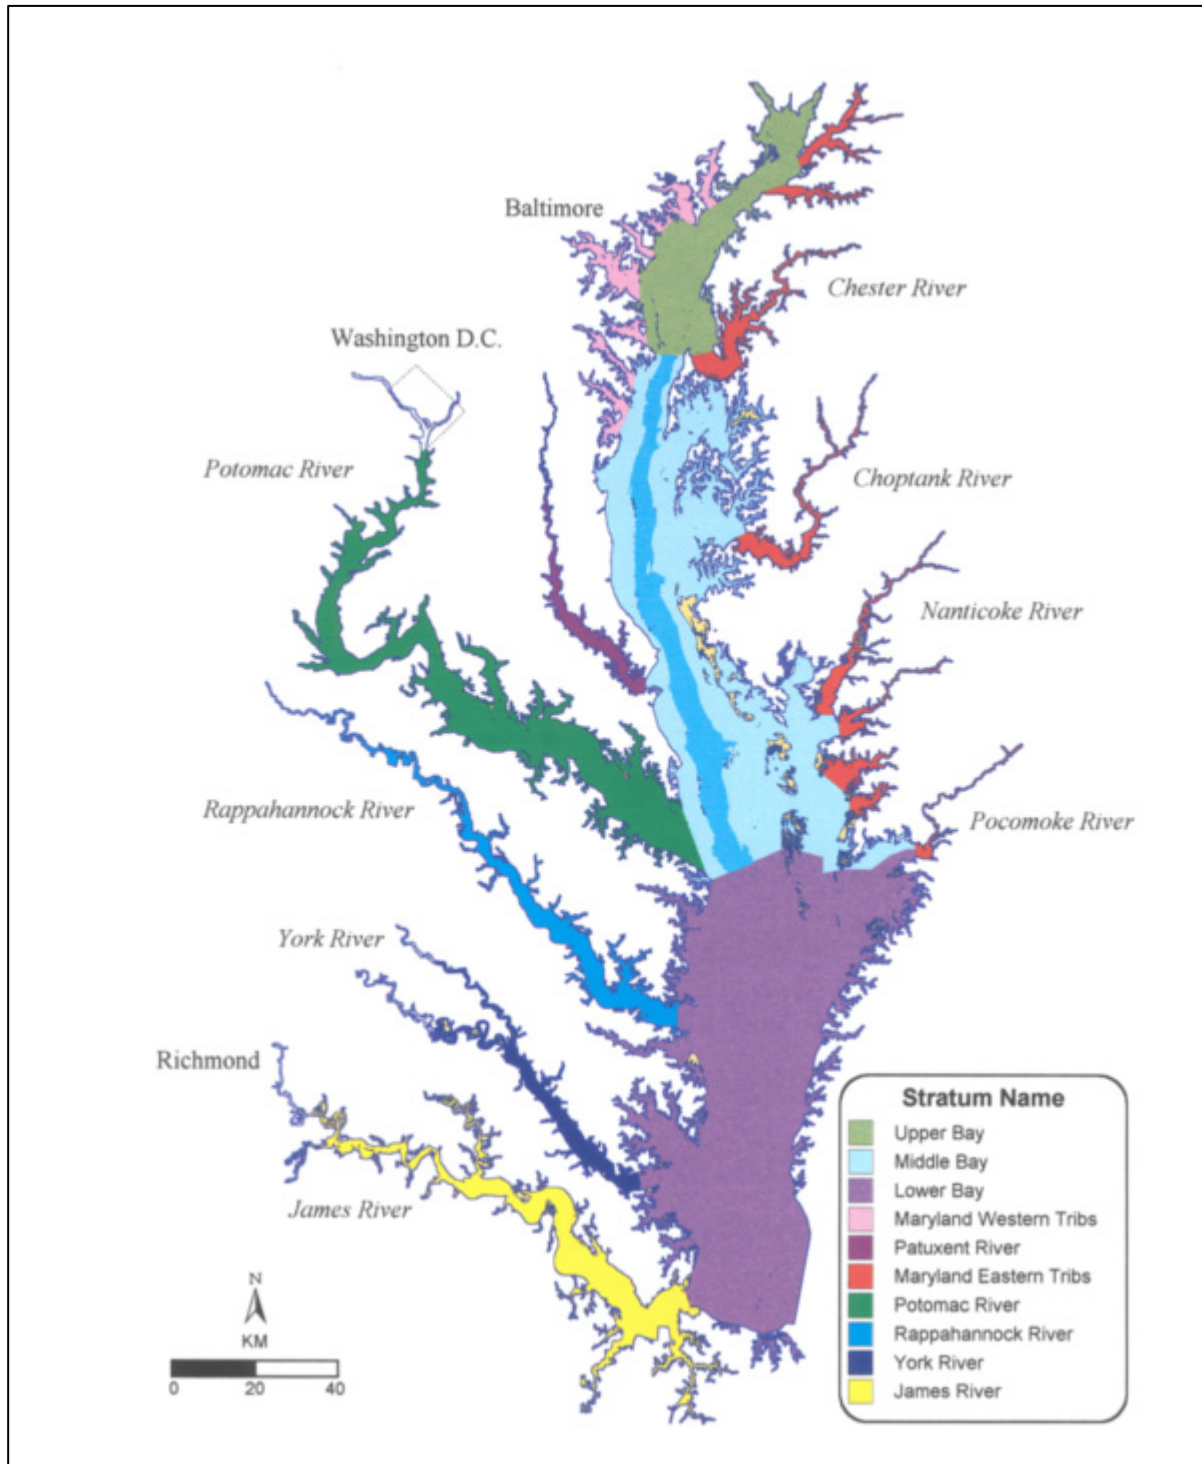 Baltimore
Chester River
Washington D.C.
Potomac River
Choptank River
Nanticoke River
Rappahannock River
Pocomoke River
York River
Richmond
James River
N
KM
0 20 40
Stratum Name
Upper Bay
Middle Bay
Lower Bay
Maryland Western Tribs
Patuxent River
Maryland Eastern Tribs
Potomac River
Rappahannock River
York River
James River